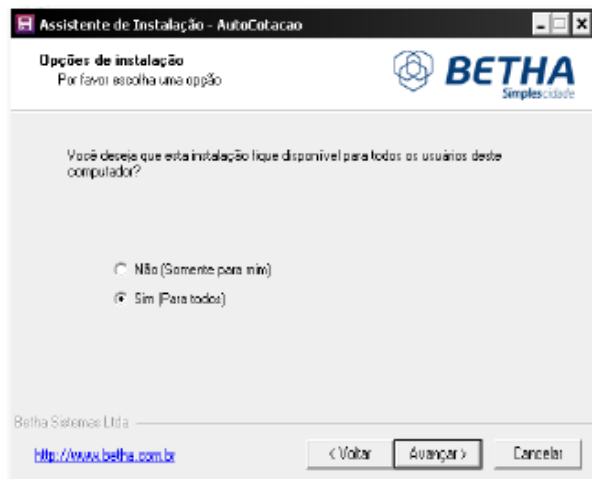 Assistente de Instalação - AutoCotacao
Opções de instalação
Por favor escolha uma opção
BETHA
Simplescidade
Você deseja que esta instalação fique disponível para todos os usuários deste
computador?
Não (Somente para mim)
Sim (Para todos)
Betha Sistemas Ltda
http://www.betha.com.br
< Voltar
Avançar >
Cancelar